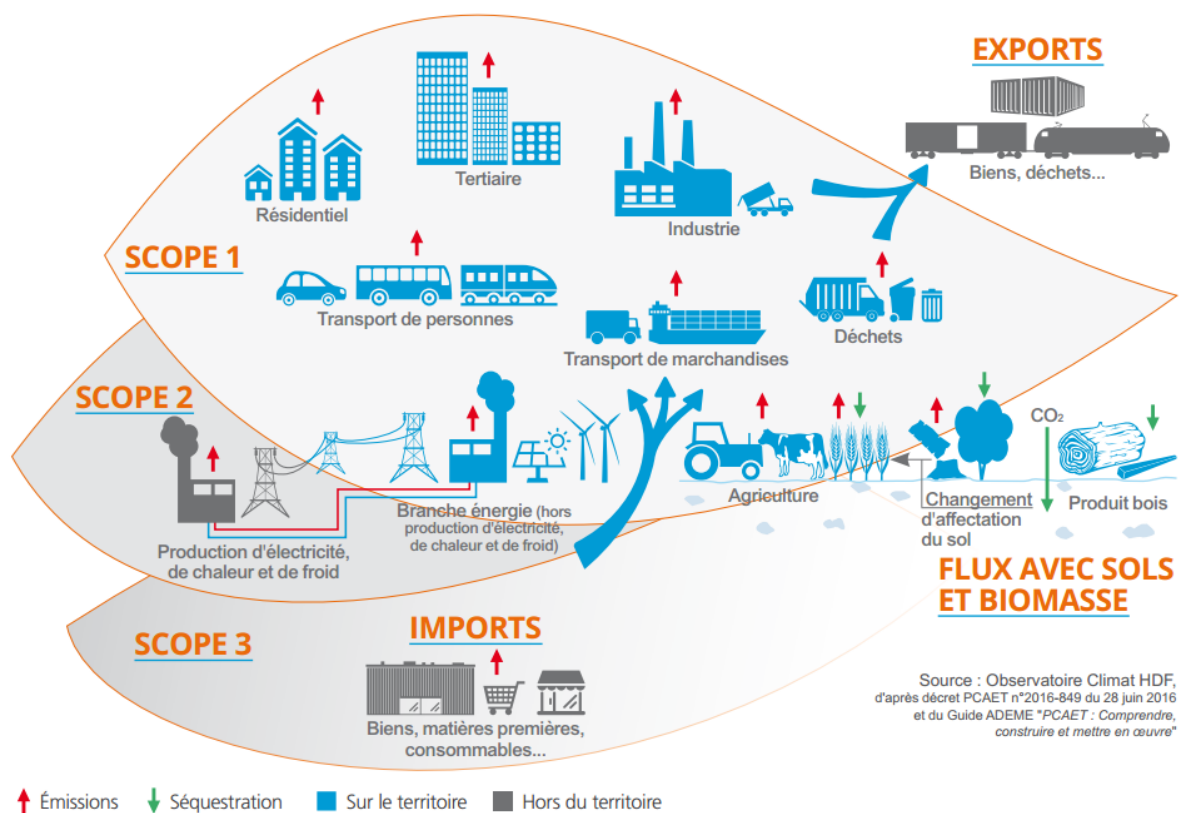 EXPORTS
Biens, déchets...
Tertiaire
Résidentiel
Industrie
SCOPE 1
Transport de personnes
Transport de marchandises
Déchets
SCOPE 2
Production d'électricité,
de chaleur et de froid
Branche énergie (hors
production d'électricité,
de chaleur et de froid)
Agriculture
Changement
d'affectation
du sol
CO₂
Produit bois
FLUX AVEC SOLS
ET BIOMASSE
SCOPE 3
IMPORTS
Biens, matières premières,
consommables...
Source : Observatoire Climat HDF,
d'après décret PCAET n°2016-849 du 28 juin 2016
et du Guide ADEME "PCAET : Comprendre,
construire et mettre en œuvre"
Émissions
Séquestration
Sur le territoire
Hors du territoire